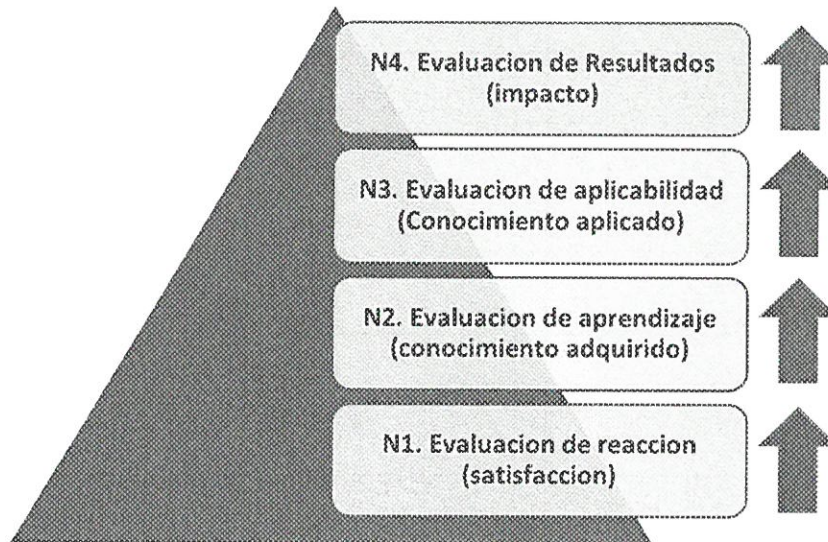 N4. Evaluacion de Resultados
(impacto)
N3. Evaluacion de aplicabilidad
(Conocimiento aplicado)
N2. Evaluacion de aprendizaje
(conocimiento adquirido)
N1. Evaluacion de reaccion
(satisfaccion)